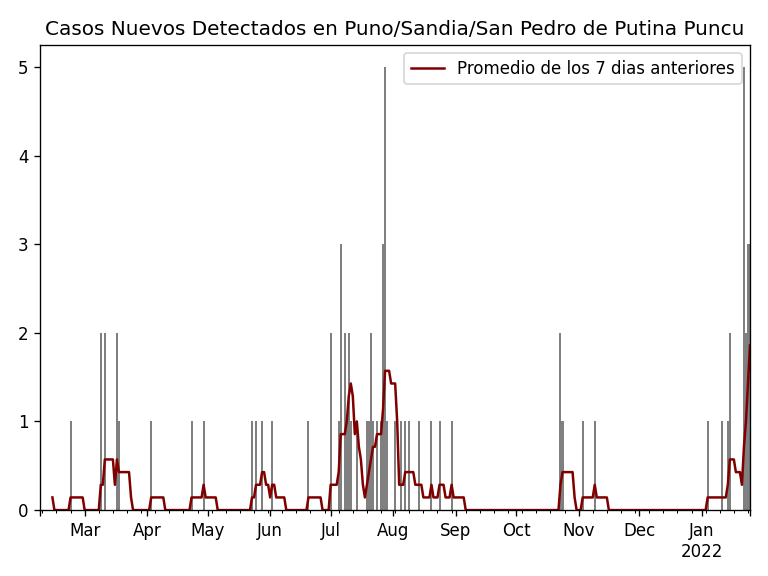 Casos Nuevos Detectados en Puno/Sandia/San Pedro de Putina Puncu
Promedio de los 7 dias anteriores
5
4
3
2
1
0
Mar Apr May Jun Jul Aug Sep Oct Nov Dec Jan
2022